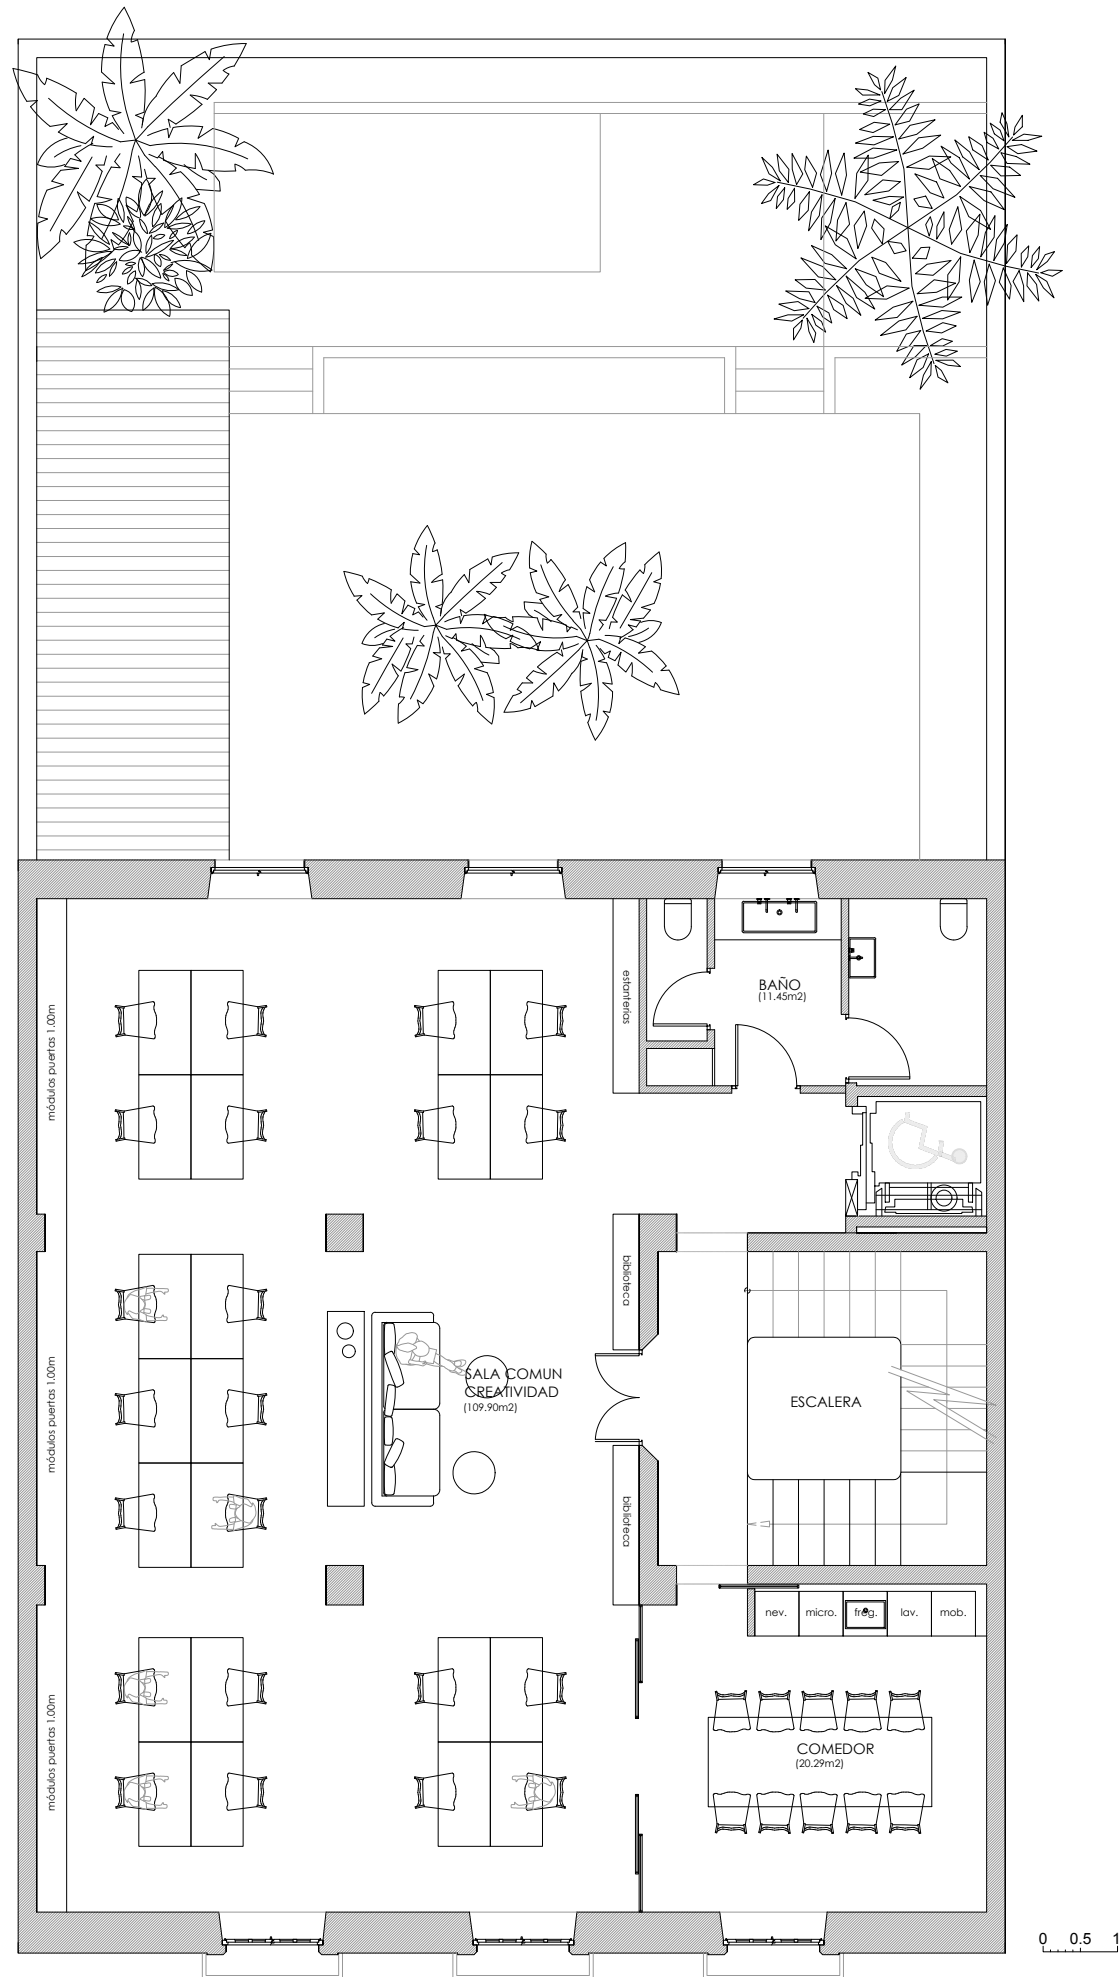 módulos puertas 1.00m
estanterías
BAÑO
(11.45m2)
biblioteca
módulos puertas 1.00m
SALA COMUN
CREATIVIDAD
(109.90m2)
ESCALERA
biblioteca
nev.
micro.
freg.
lav.
mob.
módulos puertas 1.00m
COMEDOR
(20.29m2)
0 0.5 1